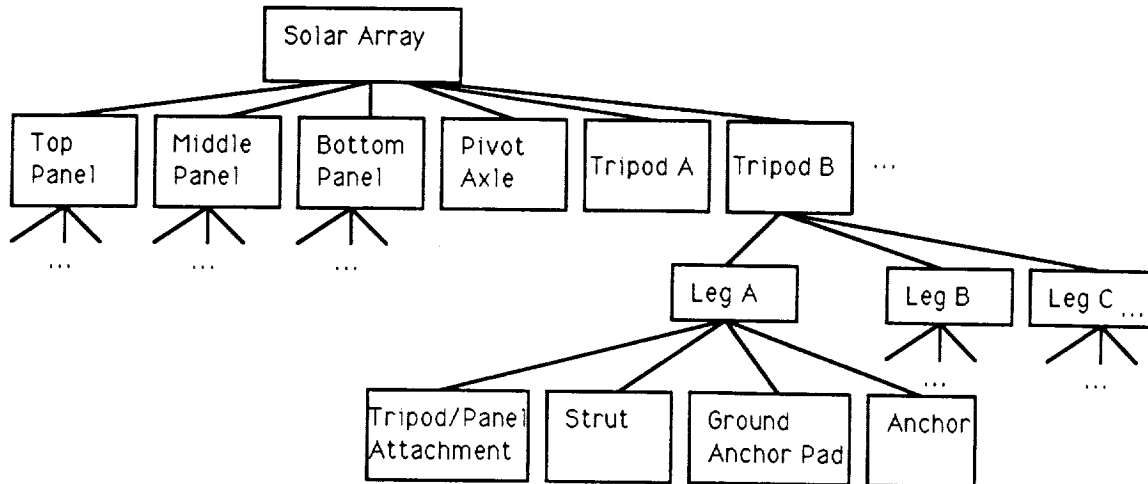 Solar Array
Top
Panel
Middle
Panel
Bottom
Panel
Pivot
Axle
Tripod A
Tripod B
...
...
...
...
Leg A
Leg B
Leg C ...
...
...
Tripod/Panel
Attachment
Strut
Ground
Anchor Pad
Anchor